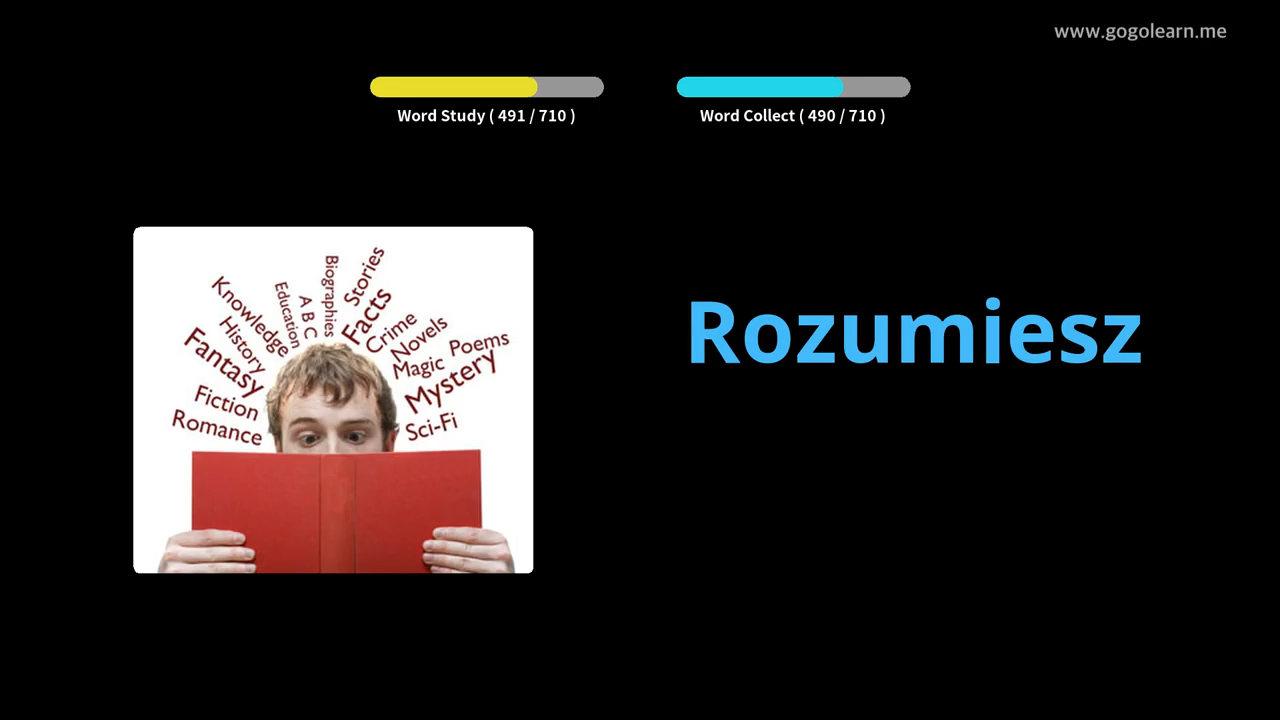 www.gogolearn.me
Word Study ( 491 / 710 )
Word Collect ( 490 / 710 )
Rozumiesz
Biographies
Stories
Education
A B C
Facts
Knowledge
History
Crime
Novels
Poems
Fantasy
Magic
Mystery
Fiction
Romance
Sci-Fi